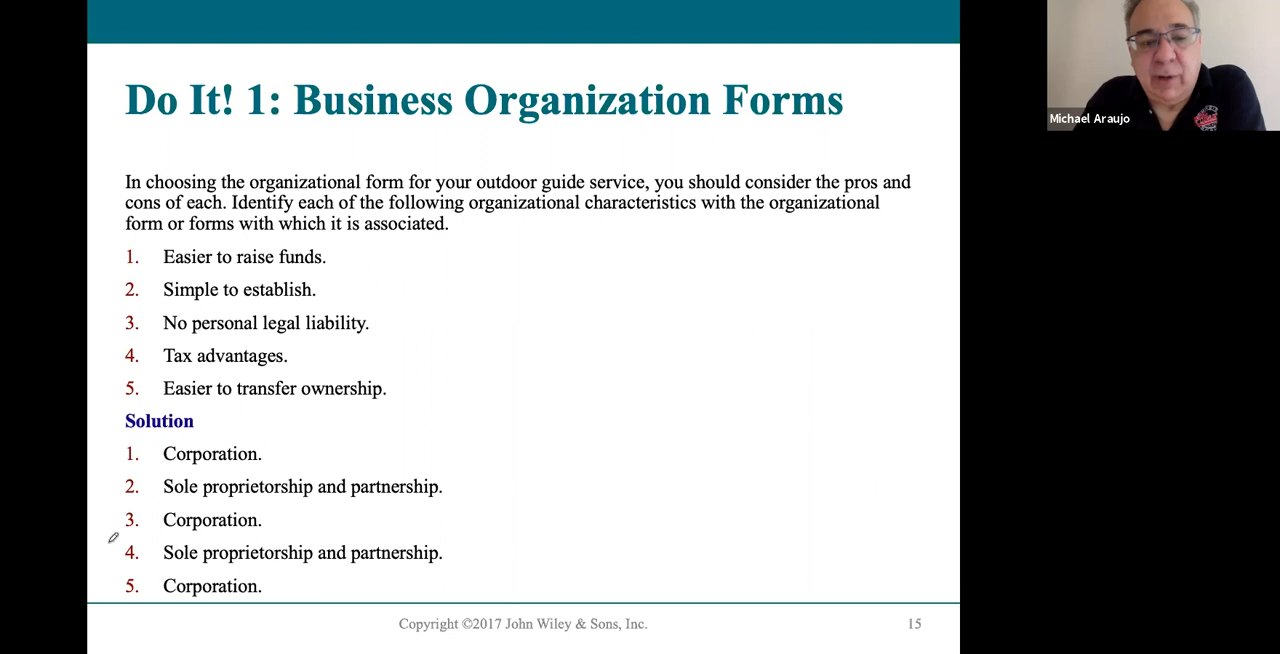 Do It! 1: Business Organization Forms
Michael Araujo
In choosing the organizational form for your outdoor guide service, you should consider the pros and
cons of each. Identify each of the following organizational characteristics with the organizational
form or forms with which it is associated.
1. Easier to raise funds.
2. Simple to establish.
3. No personal legal liability.
4. Tax advantages.
5. Easier to transfer ownership.
Solution
1. Corporation.
2. Sole proprietorship and partnership.
3. Corporation.
4. Sole proprietorship and partnership.
5. Corporation.
Copyright ©2017 John Wiley & Sons, Inc.
15